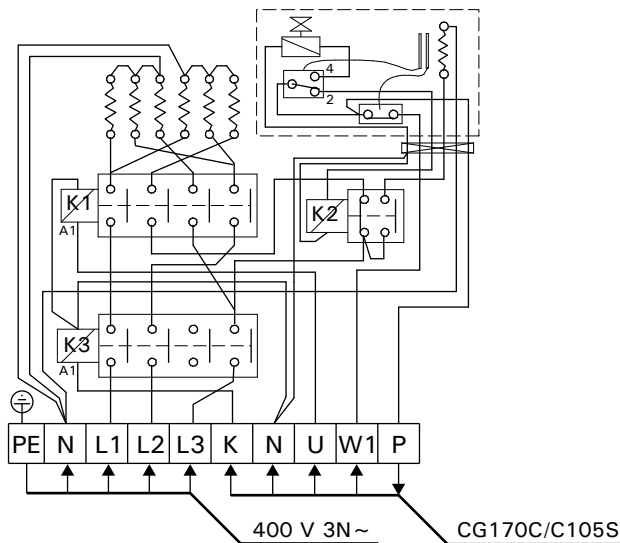 4
2
K1
A1
K2
K3
A1
PE N L1 L2 L3 K N U W1 P
400 V 3N~
CG170C/C105S